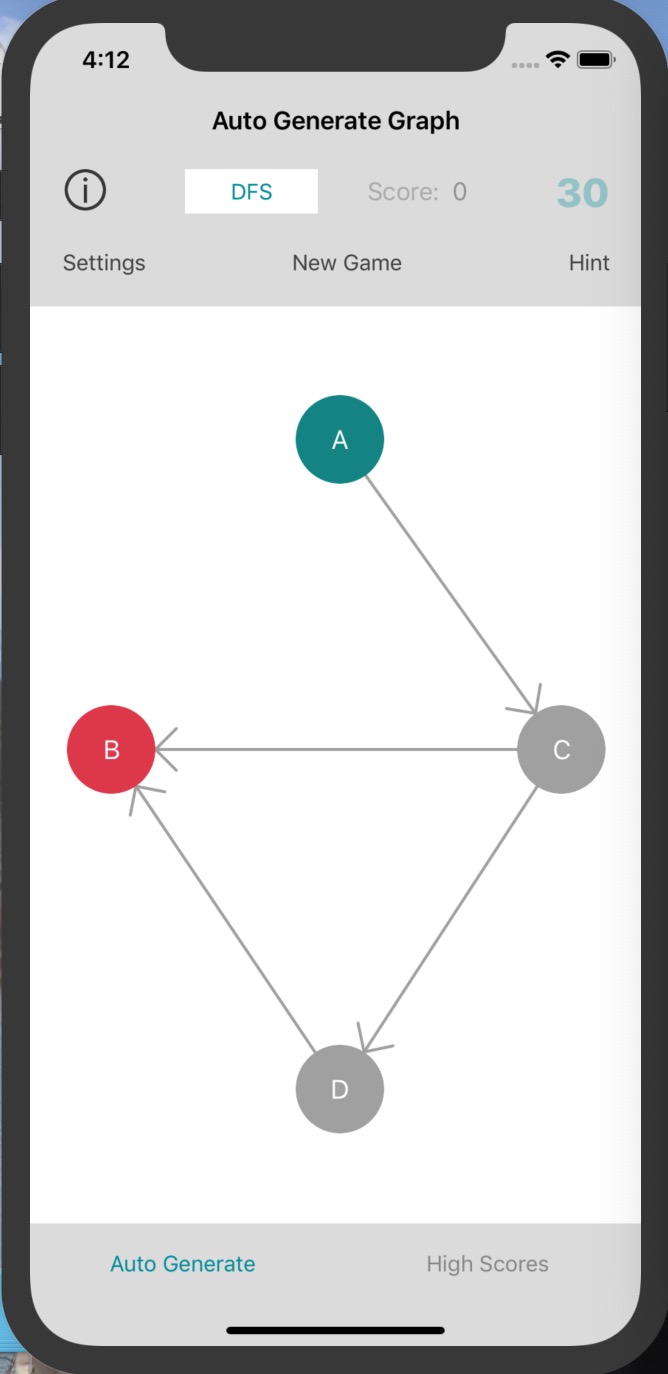 4:12
Auto Generate Graph
DFS Score: 0 30
Settings New Game Hint
A
B C
D
Auto Generate High Scores